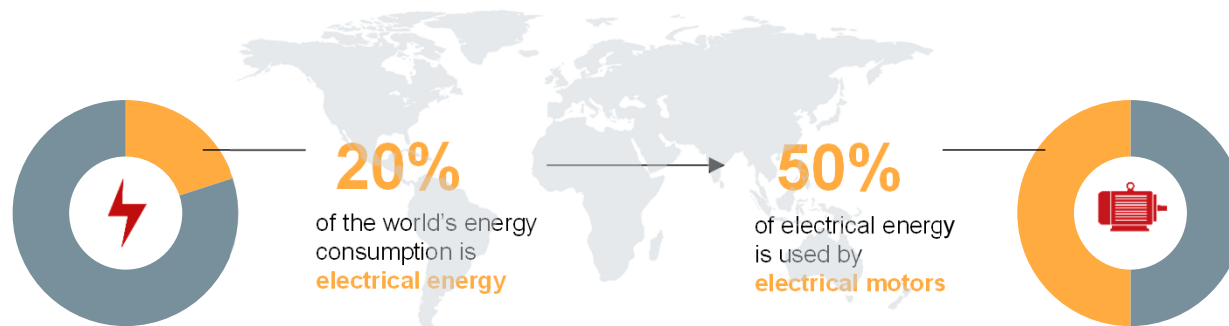 20%
of the world's energy
consumption is
electrical energy
50%
of electrical energy
is used by
electrical motors